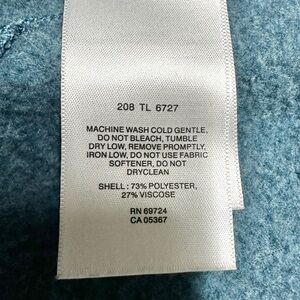 208 TL 6727
MACHINE WASH COLD GENTLE,
DO NOT BLEACH, TUMBLE
DRY LOW, REMOVE PROMPTLY,
IRON LOW, DO NOT USE FABRIC
SOFTENER, DO NOT
DRYCLEAN
SHELL : 73% POLYESTER,
27% VISCOSE
RN 69724
CA 05367